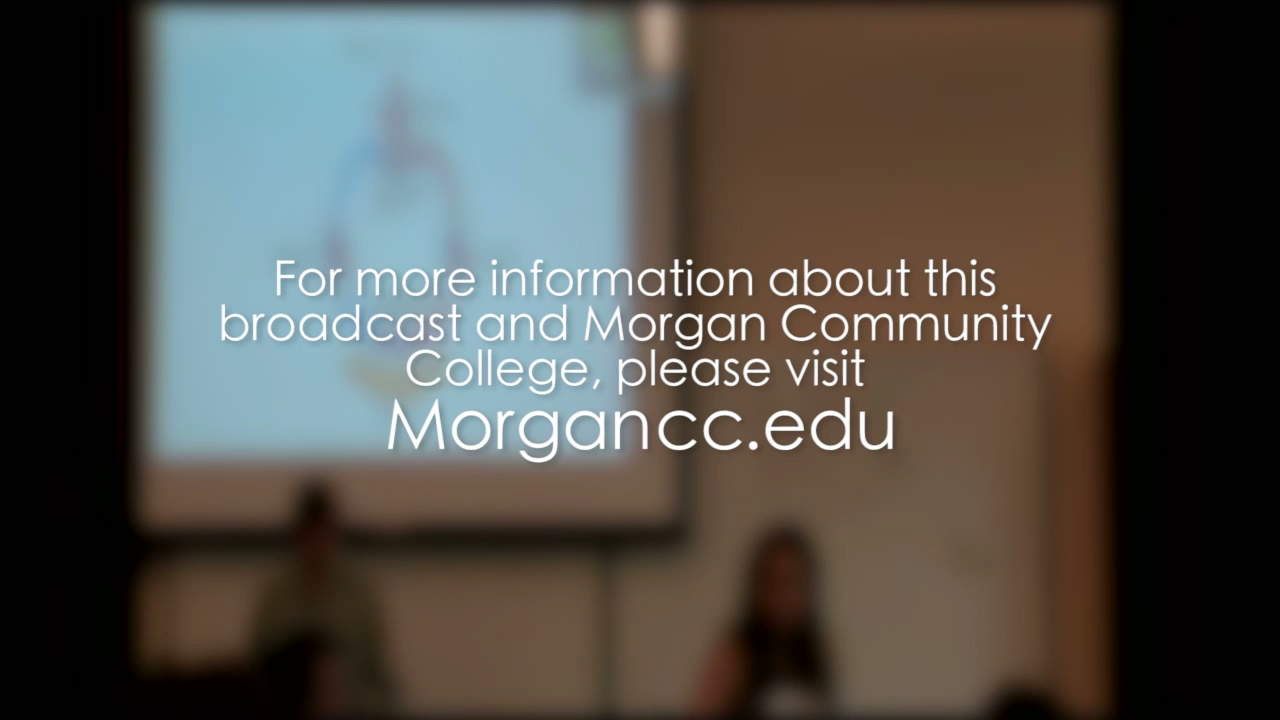 For more information about this
broadcast and Morgan Community
College, please visit
Morgancc.edu